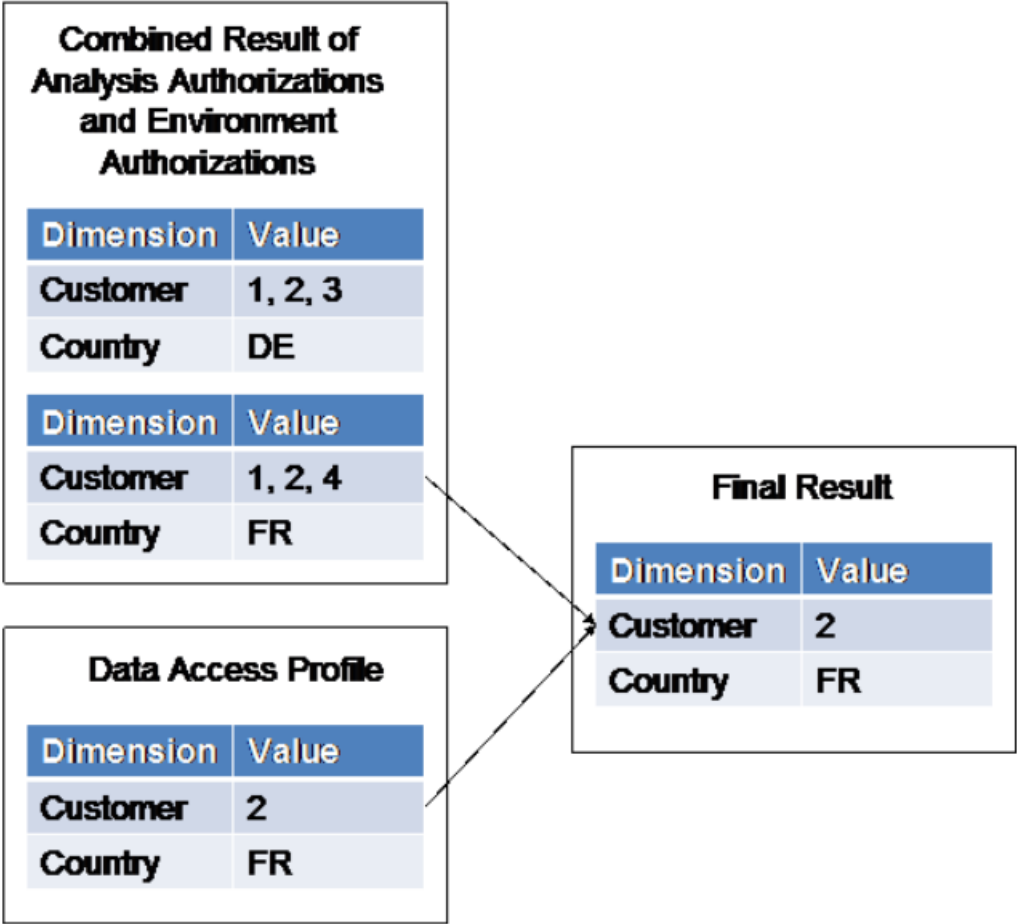 Combined Result of
Analysis Authorizations
and Environment
Authorizations
Dimension Value
Customer 1, 2, 3
Country DE
Dimension Value
Customer 1, 2, 4
Country FR
Data Access Profile
Dimension Value
Customer 2
Country FR
Final Result
Dimension Value
Customer 2
Country FR